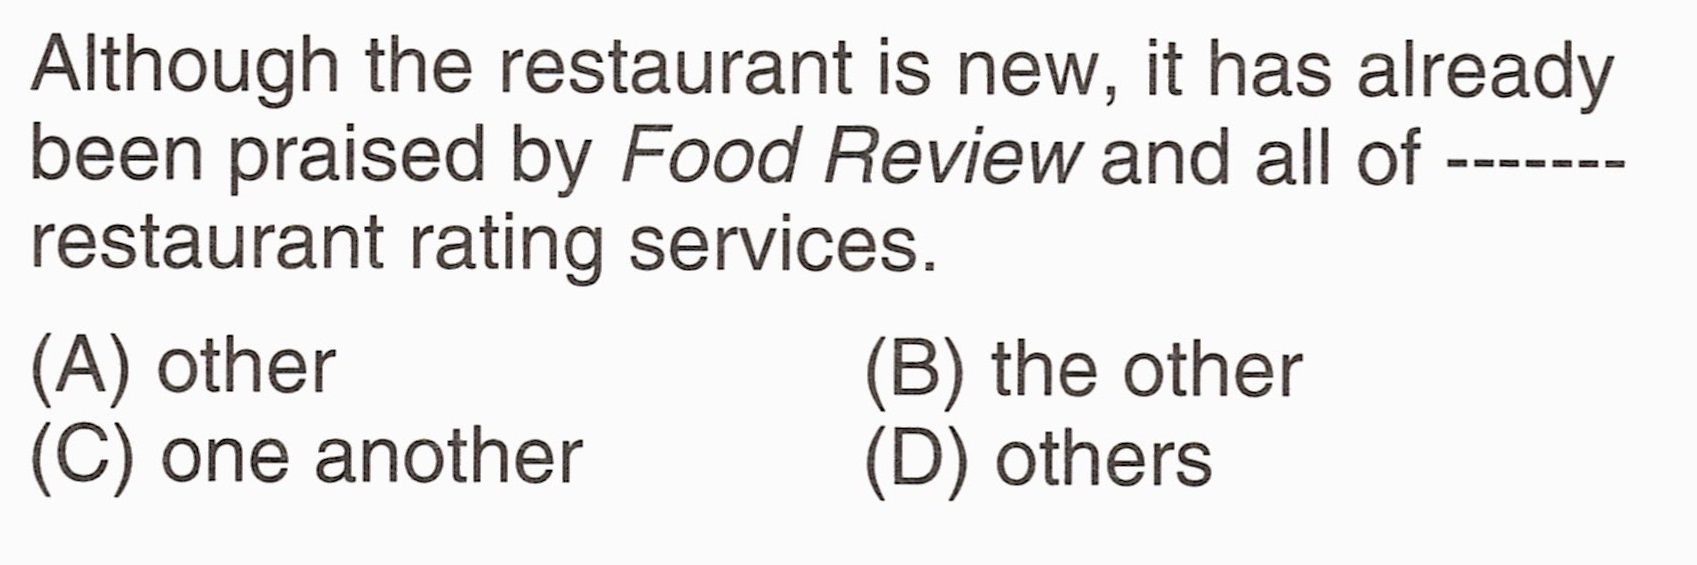 Although the restaurant is new, it has already
been praised by Food Review and all of -------
restaurant rating services.
(A) other
(B) the other
(C) one another
(D) others